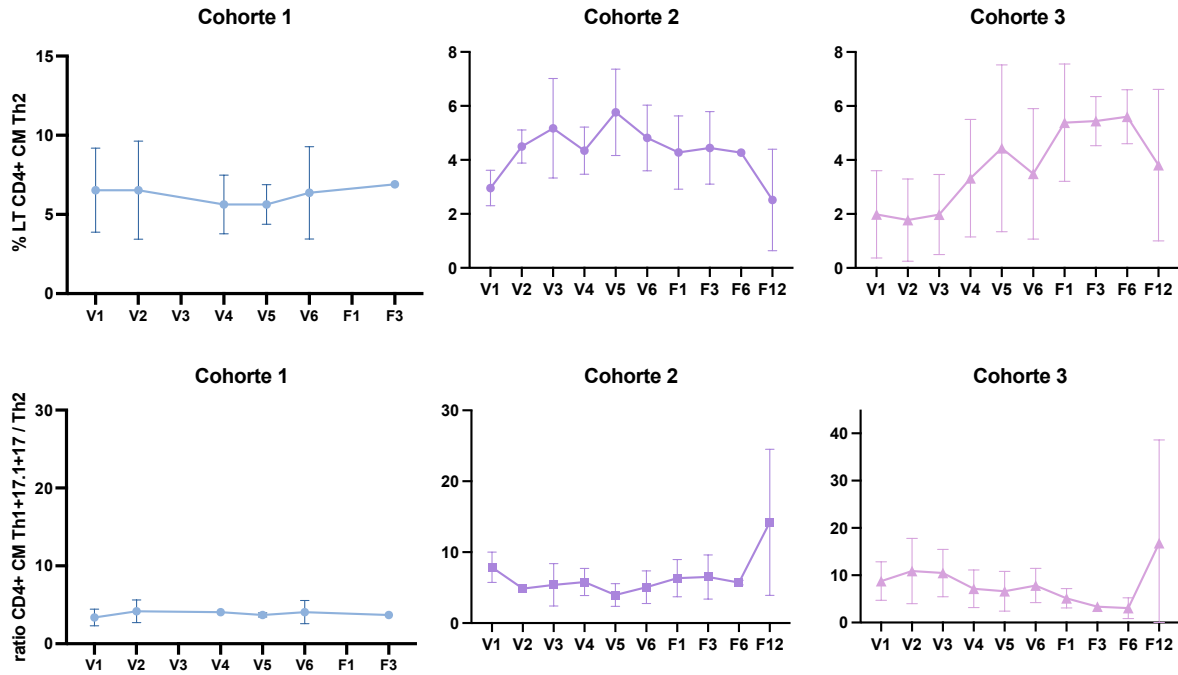 Cohorte 1
% LT CD4+ CM Th2
15
10
5
0
V1 V2 V3 V4 V5 V6 F1 F3
Cohorte 2
8
6
4
2
0
V1 V2 V3 V4 V5 V6 F1 F3 F6 F12
Cohorte 3
8
6
4
2
0
V1 V2 V3 V4 V5 V6 F1 F3 F6 F12
Cohorte 1
ratio CD4+ CM Th1+17.1+17 / Th2
30
20
10
0
V1 V2 V3 V4 V5 V6 F1 F3
Cohorte 2
30
20
10
0
V1 V2 V3 V4 V5 V6 F1 F3 F6 F12
Cohorte 3
40
30
20
10
0
V1 V2 V3 V4 V5 V6 F1 F3 F6 F12